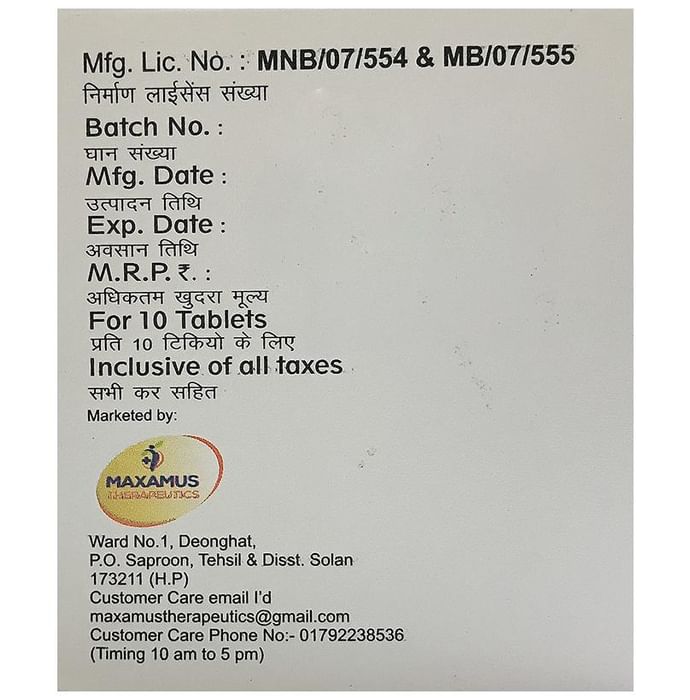 Mfg. Lic. No. : MNB/07/554 & MB/07/555
निर्माण लाईसेंस संख्या
Batch No. :
घान संख्या
Mfg. Date :
उत्पादन तिथि
Exp. Date :
अवसान तिथि
M.R.P. ₹. :
अधिकतम खुदरा मूल्य
For 10 Tablets
प्रति 10 टिकियो के लिए
Inclusive of all taxes
सभी कर सहित
Marketed by:
MAXAMUS
THERAPEUTICS
Ward No.1, Deonghat,
P.O. Saproon, Tehsil & Disst. Solan
173211 (H.P)
Customer Care email I'd
maxamustherapeutics@gmail.com
Customer Care Phone No:- 01792238536
(Timing 10 am to 5 pm)